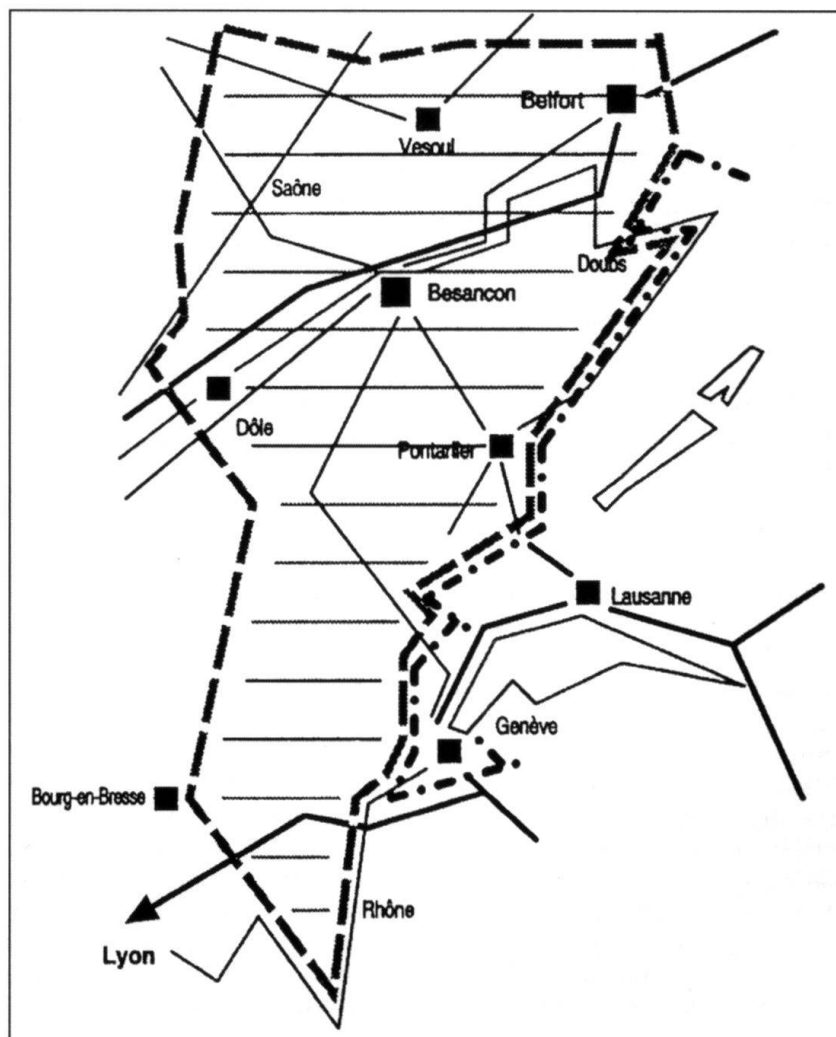 Belfort
Vesoul
Saône
Doubs
Besancon
Dôle
Pontarlier
Lausanne
Genève
Bourg-en-Bresse
Rhône
Lyon